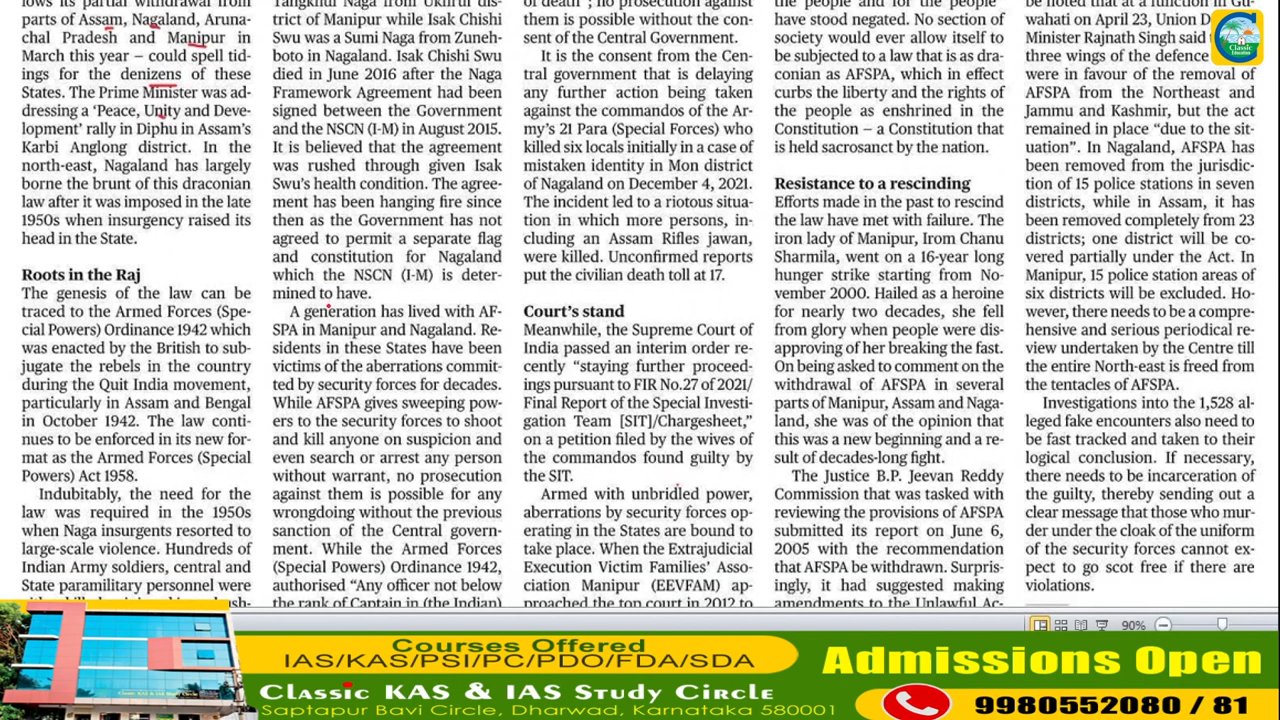 lows its partial withdrawal from
parts of Assam, Nagaland, Aruna-
chal Pradesh and Manipur in
March this year – could spell tid-
ings for the denizens of these
States. The Prime Minister was ad-
dressing a ‘Peace, Unity and Deve-
lopment’ rally in Diphu in Assam’s
Karbi Anglong district. In the
north-east, Nagaland has largely
borne the brunt of this draconian
law after it was imposed in the late
1950s when insurgency raised its
head in the State.
Roots in the Raj
The genesis of the law can be
traced to the Armed Forces (Spe-
cial Powers) Ordinance 1942 which
was enacted by the British to sub-
jugate the rebels in the country
during the Quit India movement,
particularly in Assam and Bengal
in October 1942. The law conti-
nues to be enforced in its new for-
mat as the Armed Forces (Special
Powers) Act 1958.
Indubitably, the need for the
law was required in the 1950s
when Naga insurgents resorted to
large-scale violence. Hundreds of
Indian Army soldiers, central and
State paramilitary personnel were
Tangkhul Naga from Ukhrul dis-
trict of Manipur while Isak Chishi
Swu was a Sumi Naga from Zuneh-
boto in Nagaland. Isak Chishi Swu
died in June 2016 after the Naga
Framework Agreement had been
signed between the Government
and the NSCN (I-M) in August 2015.
It is believed that the agreement
was rushed through given Isak
Swu’s health condition. The agree-
ment has been hanging fire since
then as the Government has not
agreed to permit a separate flag
and constitution for Nagaland
which the NSCN (I-M) is deter-
mined to have.
A generation has lived with AF-
SPA in Manipur and Nagaland. Re-
sidents in these States have been
victims of the aberrations commit-
ted by security forces for decades.
While AFSPA gives sweeping pow-
ers to the security forces to shoot
and kill anyone on suspicion and
even search or arrest any person
without warrant, no prosecution
against them is possible for any
wrongdoing without the previous
sanction of the Central govern-
ment. While the Armed Forces
(Special Powers) Ordinance 1942,
authorised “Any officer not below
the rank of Captain in (the Indian)
of death”; no prosecution against
them is possible without the con-
sent of the Central Government.
It is the consent from the Cen-
tral government that is delaying
any further action being taken
against the commandos of the Ar-
my’s 21 Para (Special Forces) who
killed six locals initially in a case of
mistaken identity in Mon district
of Nagaland on December 4, 2021.
The incident led to a riotous situa-
tion in which more persons, in-
cluding an Assam Rifles jawan,
were killed. Unconfirmed reports
put the civilian death toll at 17.
Court’s stand
Meanwhile, the Supreme Court of
India passed an interim order re-
cently “staying further proceed-
ings pursuant to FIR No.27 of 2021/
Final Report of the Special Investi-
gation Team [SIT]/Chargesheet,”
on a petition filed by the wives of
the commandos found guilty by
the SIT.
Armed with unbridled power,
aberrations by security forces op-
erating in the States are bound to
take place. When the Extrajudicial
Execution Victim Families’ Asso-
ciation Manipur (EEVFAM) ap-
proached the top court in 2012 to
the people and for the people’
have stood negated. No section of
society would ever allow itself to
be subjected to a law that is as dra-
conian as AFSPA, which in effect
curbs the liberty and the rights of
the people as enshrined in the
Constitution – a Constitution that
is held sacrosanct by the nation.
Resistance to a rescinding
Efforts made in the past to rescind
the law have met with failure. The
iron lady of Manipur, Irom Chanu
Sharmila, went on a 16-year long
hunger strike starting from No-
vember 2000. Hailed as a heroine
for nearly two decades, she fell
from glory when people were dis-
approving of her breaking the fast.
On being asked to comment on the
withdrawal of AFSPA in several
parts of Manipur, Assam and Naga-
land, she was of the opinion that
this was a new beginning and a re-
sult of decades-long fight.
The Justice B.P. Jeevan Reddy
Commission that was tasked with
reviewing the provisions of AFSPA
submitted its report on June 6,
2005 with the recommendation
that AFSPA be withdrawn. Surpris-
ingly, it had suggested making
amendments to the Unlawful Ac-
be noted that at a function in Gu-
wahati on April 23, Union D
Minister Rajnath Singh said
three wings of the defence
were in favour of the removal of
AFSPA from the Northeast and
Jammu and Kashmir, but the act
remained in place “due to the sit-
uation”. In Nagaland, AFSPA has
been removed from the jurisdic-
tion of 15 police stations in seven
districts, while in Assam, it has
been removed completely from 23
districts; one district will be co-
vered partially under the Act. In
Manipur, 15 police station areas of
six districts will be excluded. Ho-
wever, there needs to be a compre-
hensive and serious periodical re-
view undertaken by the Centre till
the entire North-east is freed from
the tentacles of AFSPA.
Investigations into the 1,528 al-
leged fake encounters also need to
be fast tracked and taken to their
logical conclusion. If necessary,
there needs to be incarceration of
the guilty, thereby sending out a
clear message that those who mur-
der under the cloak of the uniform
of the security forces cannot ex-
pect to go scot free if there are
violations.
Classic
Education
90%
Courses Offered
IAS/KAS/PSI/PC/PDO/FDA/SDA
Classic KAS & IAS Study Circle
Saptapur Bavi Circle, Dharwad, Karnataka 580001
Admissions Open
9980552080 / 81